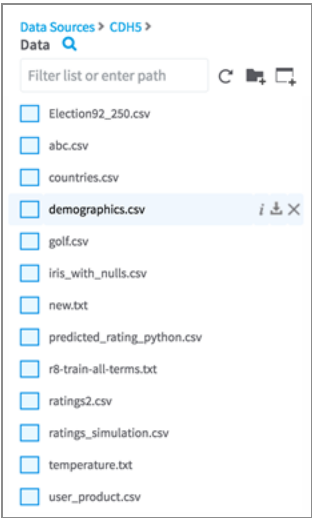 Data Sources > CDH5 >
Data
Filter list or enter path
Election92_250.csv
abc.csv
countries.csv
demographics.csv
golf.csv
iris_with_nulls.csv
new.txt
predicted_rating_python.csv
r8-train-all-terms.txt
ratings2.csv
ratings_simulation.csv
temperature.txt
user_product.csv